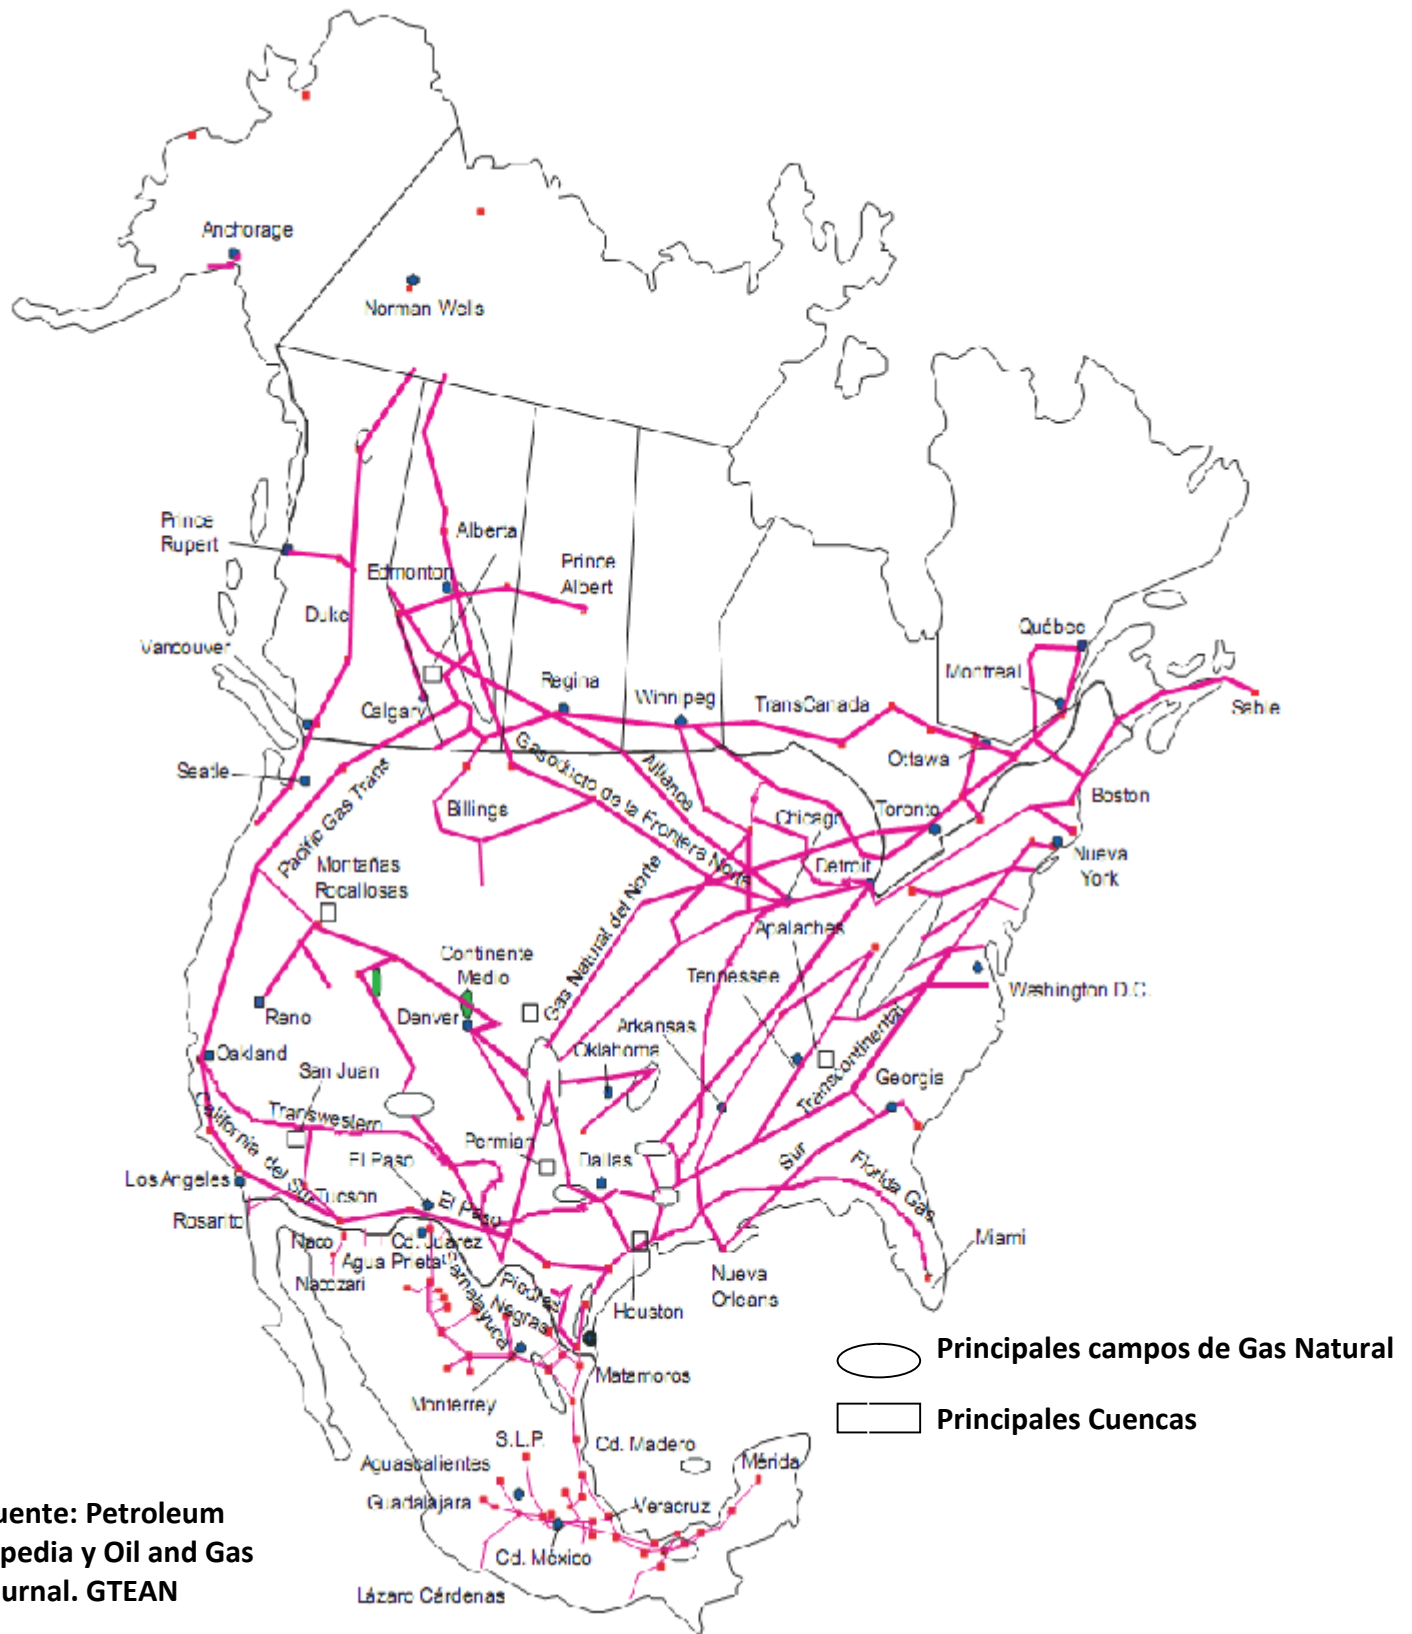 Anchorage
Norman Wells
Prince
Rupert
Alberta
Edmonton
Prince
Albert
Duke
Vancouver
Québec
Montreal
Regina
Winnipeg
TransCanada
Calgary
Sable
Ottawa
Seatle
Pacific Gas Trans
Gasoducto de la Frontera Norte
Alliance
Billings
Chicago
Toronto
Boston
Detroit
Nueva
York
Montañas
Rocallosas
Gas Natural del Norte
Apalaches
Continente
Medio
Tennessee
Washington D.C.
Reno
Denver
Arkansas
Oklahoma
Transcontinental
Oakland
San Juan
Georgia
California del Sur
Transwestern
Permian
El Paso
Dallas
Sur
Florida Gas
Los Angeles
Tucson
El Paso
Rosarito
Naco
Cd. Juárez
Agua Prieta
Nacozari
Samalayuca
Piedras
Negras
Miami
Nueva
Orleans
Houston
Principales campos de Gas Natural
Matamoros
Monterrey
Principales Cuencas
S.L.P.
Cd. Madero
Aguascalientes
Mérida
Guadalajara
Veracruz
Cd. México
Lázaro Cárdenas
uente: Petroleum
pedia y Oil and Gas
urnal. GTEAN